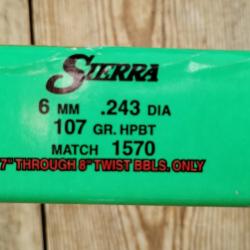 SIERRA
6 MM .243 DIA
107 GR. HPBT
MATCH 1570
7" THROUGH 8" TWIST BBLS. ONLY